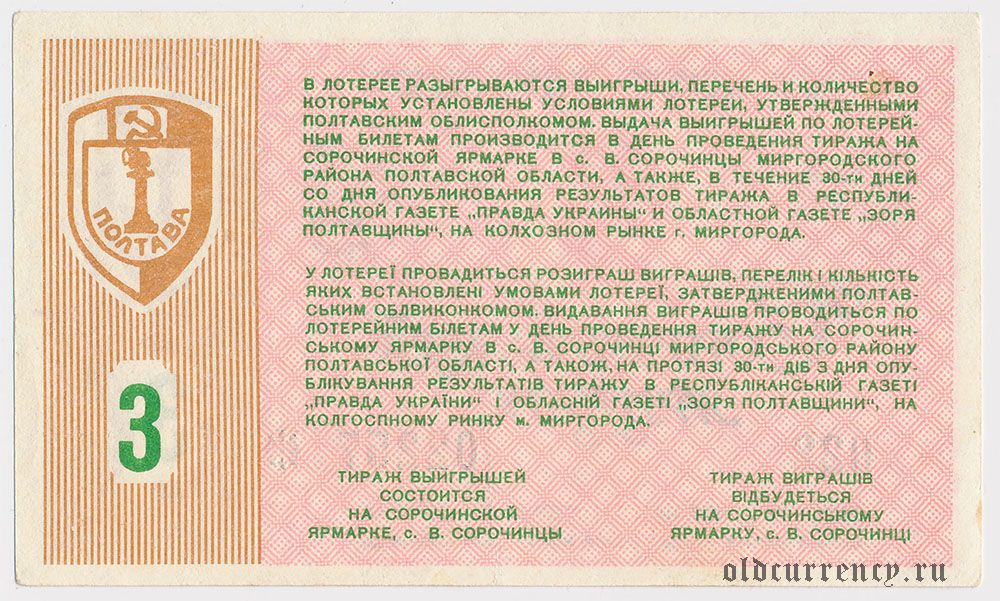 ПОЛТАВА
3
В ЛОТЕРЕЕ РАЗЫГРЫВАЮТСЯ ВЫИГРЫШИ, ПЕРЕЧЕНЬ И КОЛИЧЕСТВО
КОТОРЫХ УСТАНОВЛЕНЫ УСЛОВИЯМИ ЛОТЕРЕИ, УТВЕРЖДЕННЫМИ
ПОЛТАВСКИМ ОБЛИСПОЛКОМОМ. ВЫДАЧА ВЫИГРЫШЕЙ ПО ЛОТЕРЕЙ-
НЫМ БИЛЕТАМ ПРОИЗВОДИТСЯ В ДЕНЬ ПРОВЕДЕНИЯ ТИРАЖА НА
СОРОЧИНСКОЙ ЯРМАРКЕ В с. В. СОРОЧИНЦЫ МИРГОРОДСКОГО
РАЙОНА ПОЛТАВСКОЙ ОБЛАСТИ, А ТАКЖЕ, В ТЕЧЕНИЕ 30-ти ДНЕЙ
СО ДНЯ ОПУБЛИКОВАНИЯ РЕЗУЛЬТАТОВ ТИРАЖА В РЕСПУБЛИ-
КАНСКОЙ ГАЗЕТЕ „ПРАВДА УКРАИНЫ“ И ОБЛАСТНОЙ ГАЗЕТЕ „ЗОРЯ
ПОЛТАВЩИНЫ“, НА КОЛХОЗНОМ РЫНКЕ г. МИРГОРОДА.
У ЛОТЕРЕЇ ПРОВАДИТЬСЯ РОЗИГРАШ ВИГРАШІВ, ПЕРЕЛІК І КІЛЬКІСТЬ
ЯКИХ ВСТАНОВЛЕНІ УМОВАМИ ЛОТЕРЕЇ, ЗАТВЕРДЖЕНИМИ ПОЛТАВ-
СЬКИМ ОБЛВИКОНКОМОМ. ВИДАВАННЯ ВИГРАШІВ ПРОВОДИТЬСЯ ПО
ЛОТЕРЕЙНИМ БІЛЕТАМ У ДЕНЬ ПРОВЕДЕННЯ ТИРАЖУ НА СОРОЧИН-
СЬКОМУ ЯРМАРКУ В с. В. СОРОЧИНЦІ МИРГОРОДСЬКОГО РАЙОНУ
ПОЛТАВСЬКОЇ ОБЛАСТІ, А ТАКОЖ, НА ПРОТЯЗІ 30-ти ДІБ З ДНЯ ОПУ-
БЛІКУВАННЯ РЕЗУЛЬТАТІВ ТИРАЖУ В РЕСПУБЛІКАНСЬКІЙ ГАЗЕТІ
„ПРАВДА УКРАЇНИ“ І ОБЛАСНІЙ ГАЗЕТІ „ЗОРЯ ПОЛТАВЩИНИ“, НА
КОЛГОСПНОМУ РИНКУ м. МИРГОРОДА.
ТИРАЖ ВЫЙГРЫШЕЙ
СОСТОИТСЯ
НА СОРОЧИНСКОЙ
ЯРМАРКЕ, с. В. СОРОЧИНЦЫ
ТИРАЖ ВИГРАШІВ
ВІДБУДЕТЬСЯ
НА СОРОЧИНСЬКОМУ
ЯРМАРКУ, с. В. СОРОЧИНЦІ
oldcurrency.ru